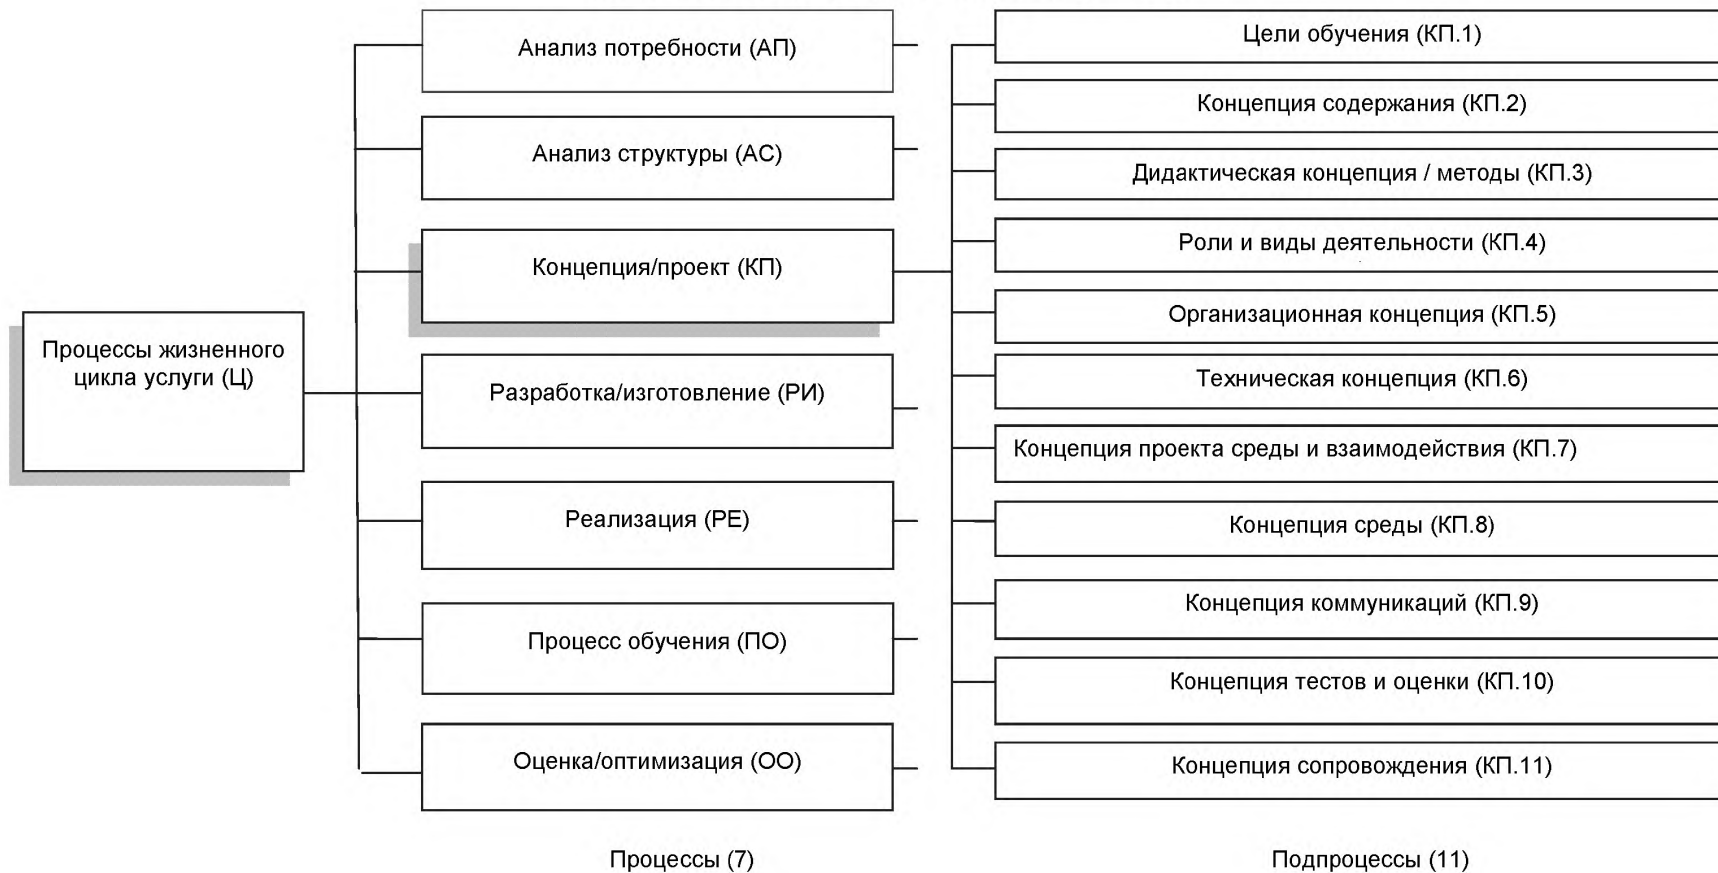 Процессы жизненного
цикла услуги (Ц)
Анализ потребности (АП)
Анализ структуры (АС)
Концепция/проект (КП)
Разработка/изготовление (РИ)
Реализация (РЕ)
Процесс обучения (ПО)
Оценка/оптимизация (ОО)
Процессы (7)
Цели обучения (КП.1)
Концепция содержания (КП.2)
Дидактическая концепция / методы (КП.3)
Роли и виды деятельности (КП.4)
Организационная концепция (КП.5)
Техническая концепция (КП.6)
Концепция проекта среды и взаимодействия (КП.7)
Концепция среды (КП.8)
Концепция коммуникаций (КП.9)
Концепция тестов и оценки (КП.10)
Концепция сопровождения (КП.11)
Подпроцессы (11)